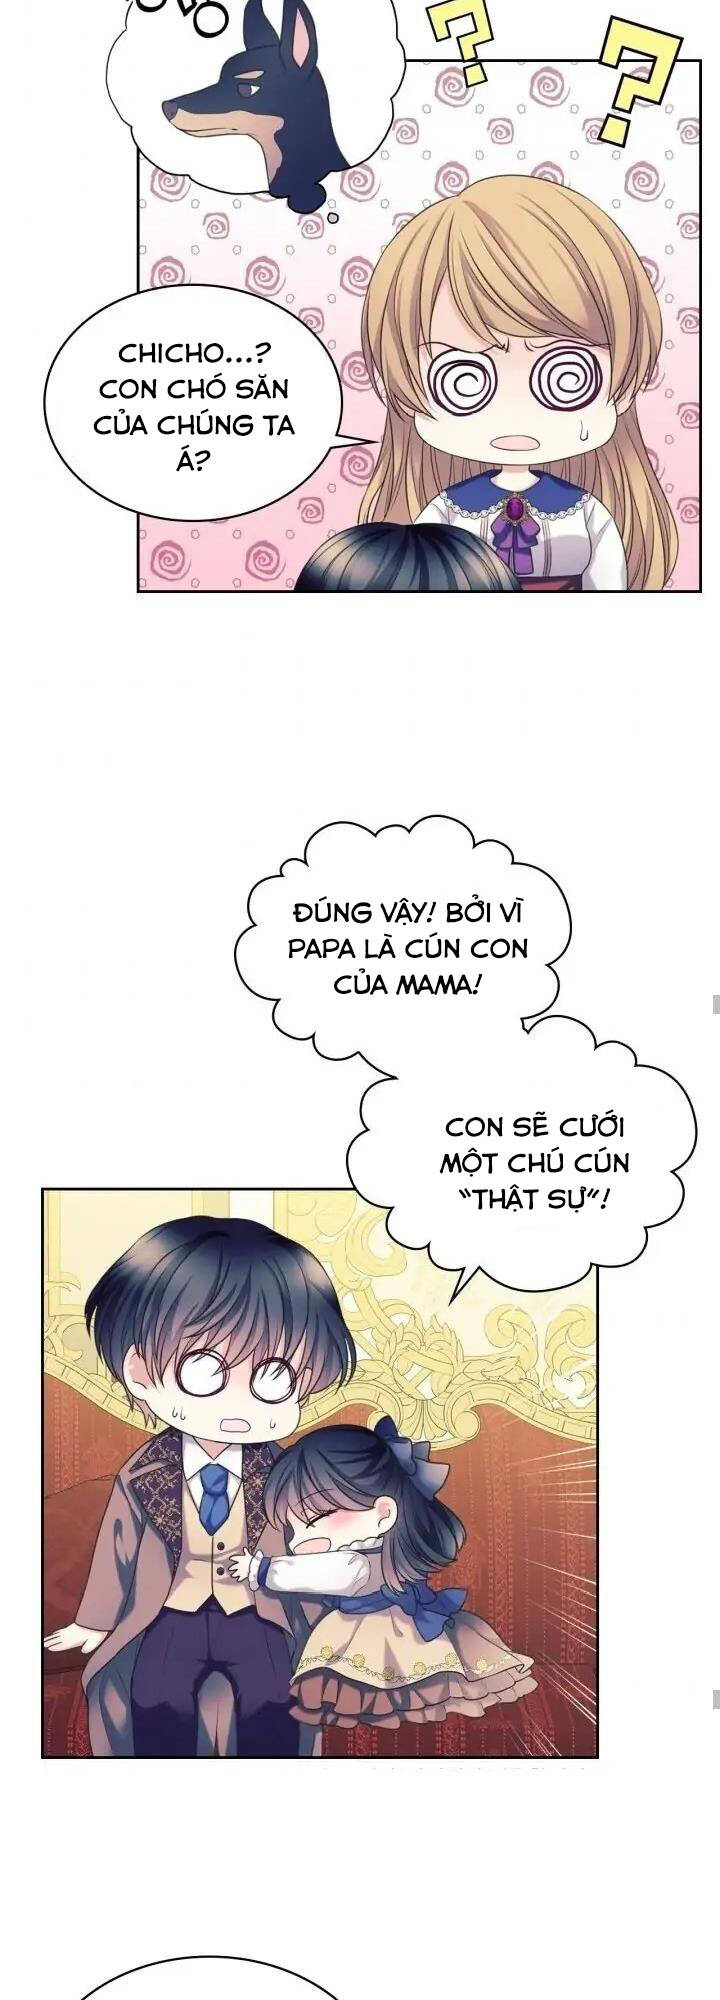 ? ?
CHICHO...?
CON CHÓ SĂN
CỦA CHÚNG TA
Á?
ĐÚNG VẬY! BỞI VÌ
PAPA LÀ CÚN CON
CỦA MAMA!
CON SẼ CƯỚI
MỘT CHÚ CÚN
“THẬT SỰ“!